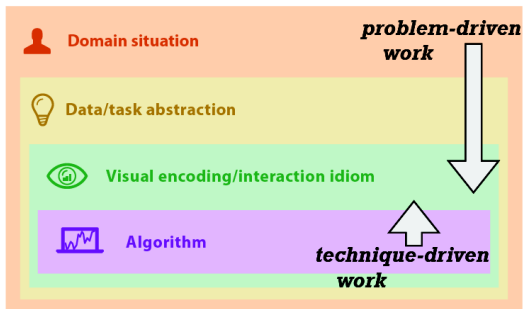 problem-driven
work
Domain situation
Data/task abstraction
Visual encoding/interaction idiom
Algorithm
technique-driven
work